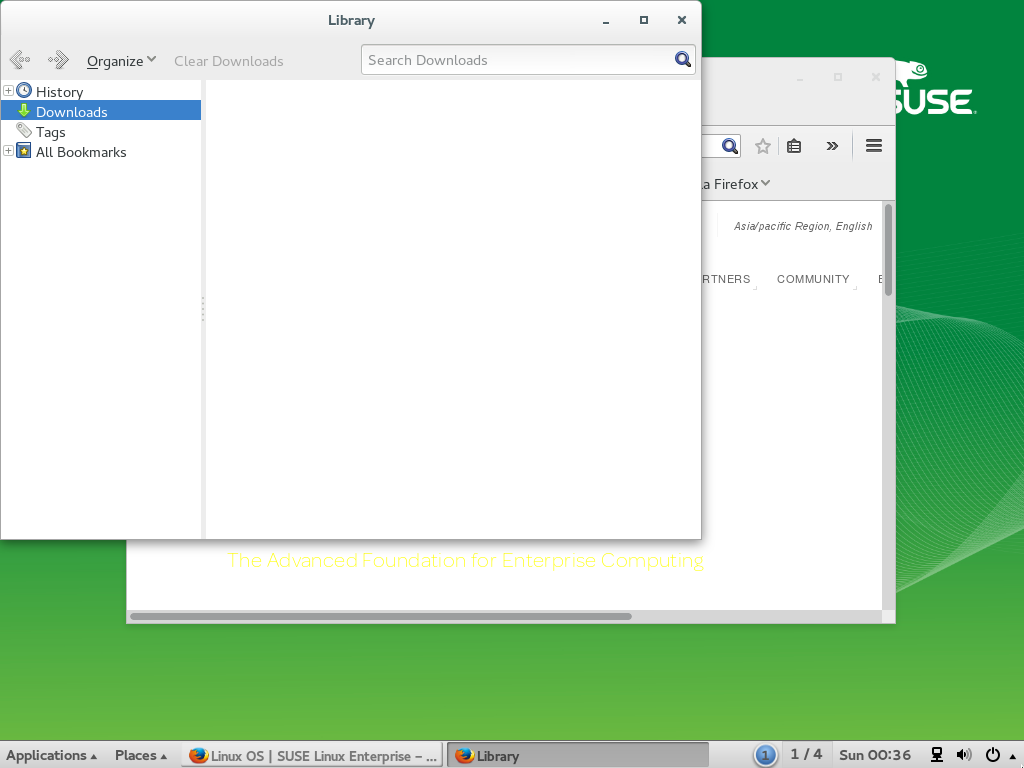 Library
Organize
Clear Downloads
Search Downloads
History
Downloads
Tags
All Bookmarks
SUSE
Firefox
Asia/pacific Region, English
COMMUNITY
The Advanced Foundation for Enterprise Computing
Applications
Places
Linux OS | SUSE Linux Enterprise – ...
Library
1
1 / 4
Sun 00:36